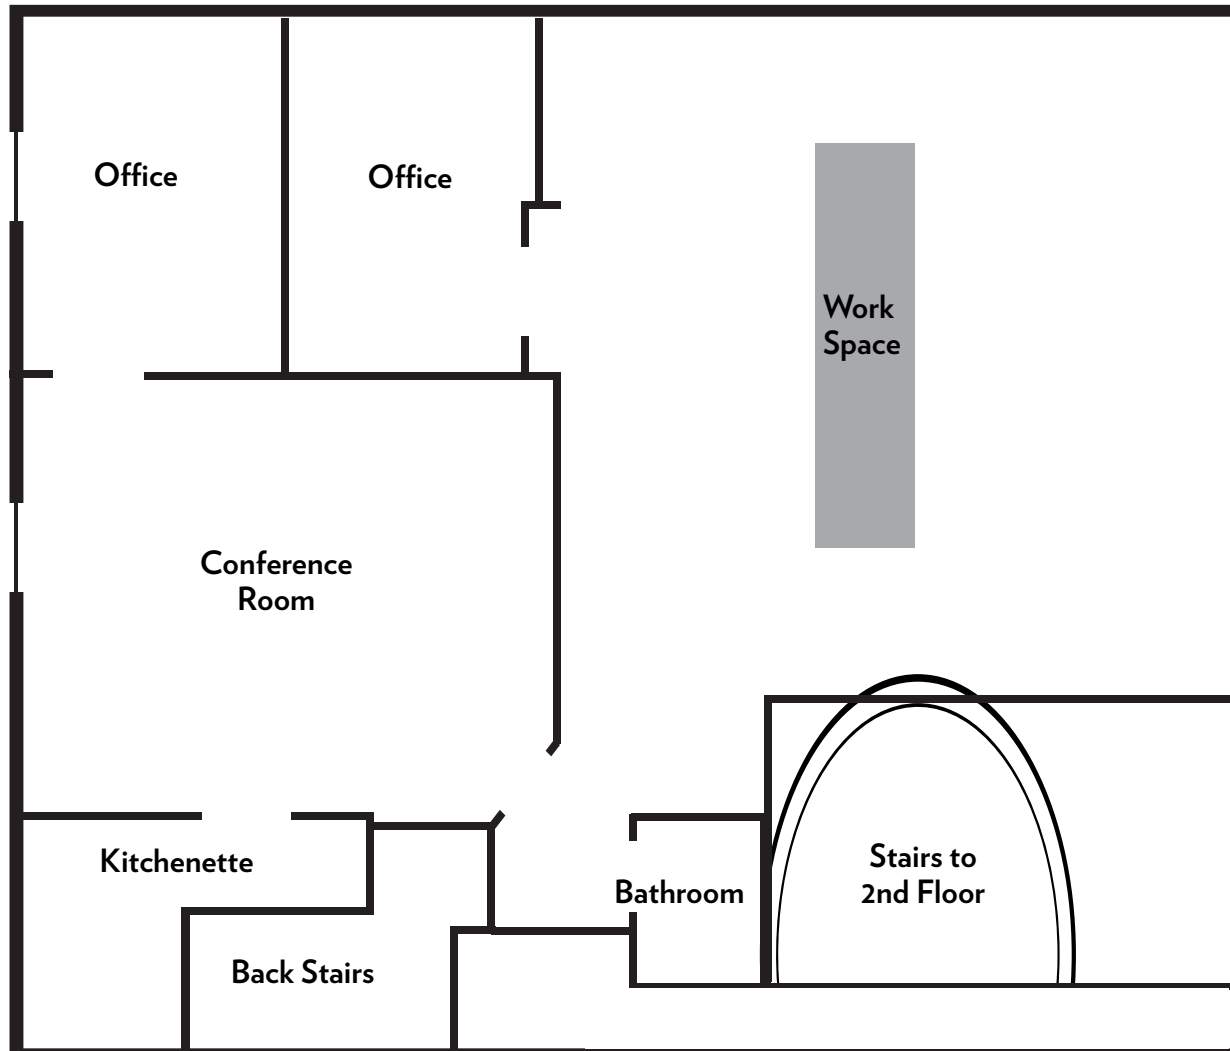 Office
Office
Work
Space
Conference
Room
Kitchenette
Bathroom
Stairs to
2nd Floor
Back Stairs